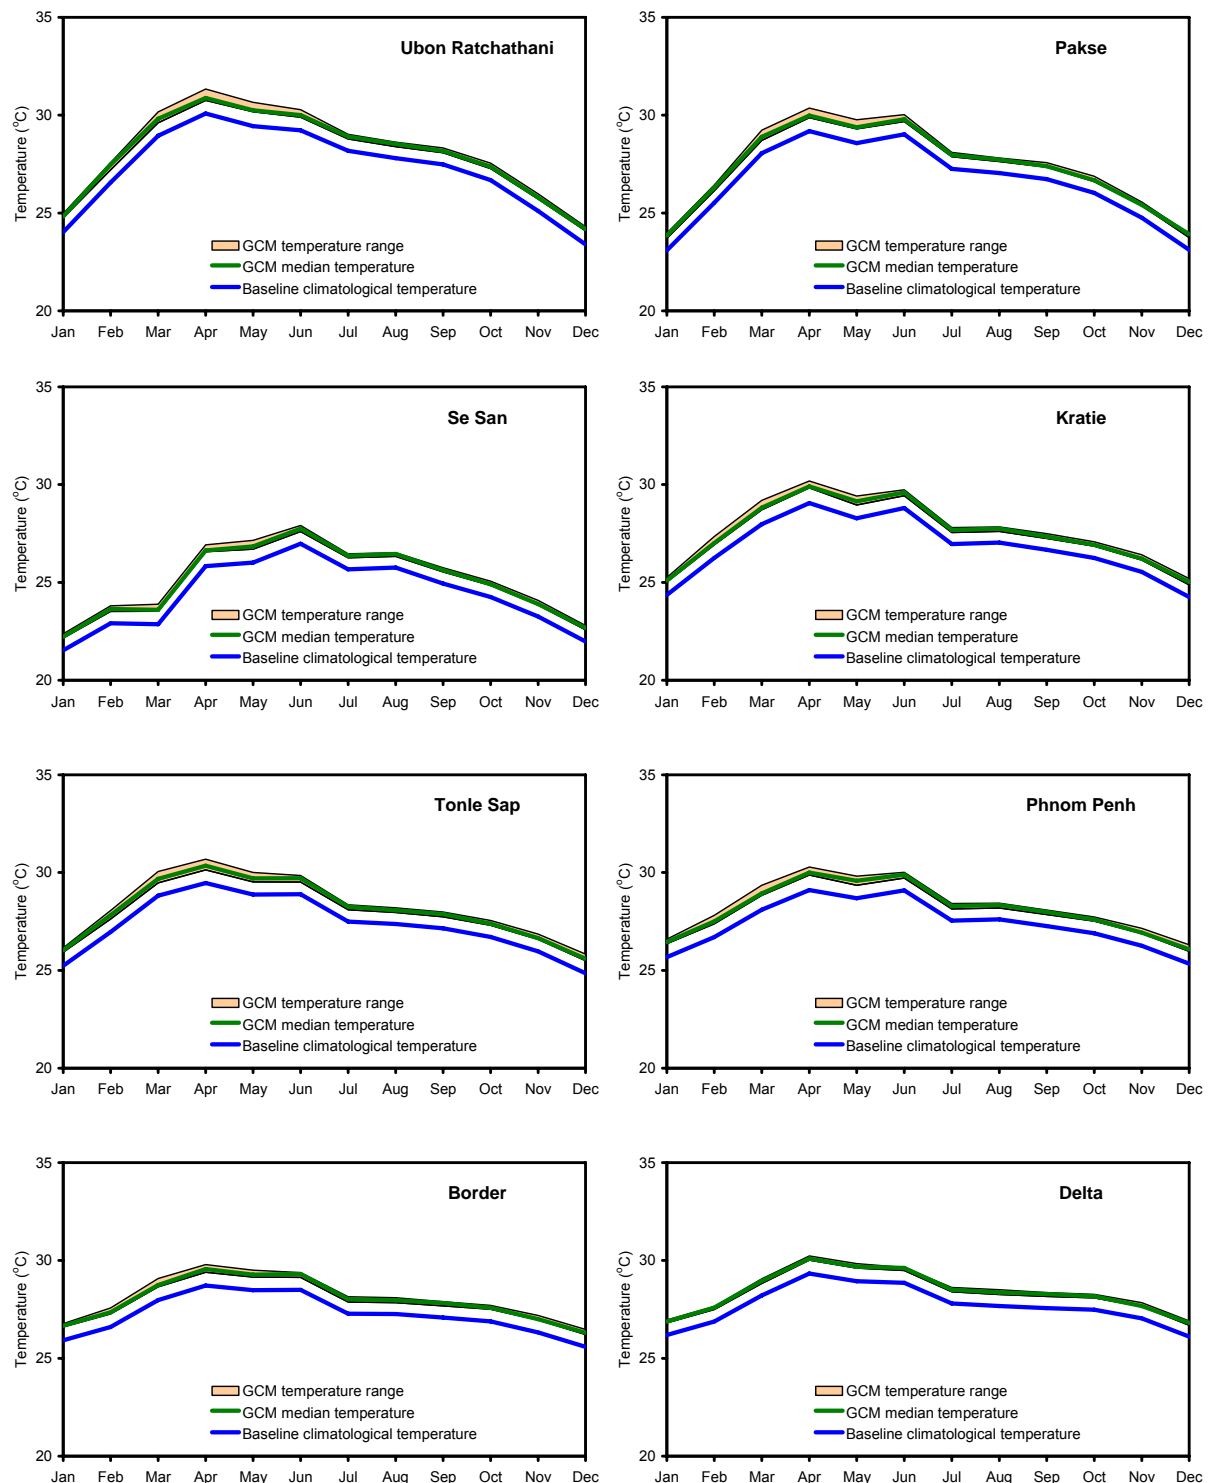 35
Ubon Ratchathani
30
25
20
Temperature (°C)
GCM temperature range
GCM median temperature
Baseline climatological temperature
Jan Feb Mar Apr May Jun Jul Aug Sep Oct Nov Dec
35
Pakse
30
25
20
Temperature (°C)
GCM temperature range
GCM median temperature
Baseline climatological temperature
Jan Feb Mar Apr May Jun Jul Aug Sep Oct Nov Dec
35
Se San
30
25
20
Temperature (°C)
GCM temperature range
GCM median temperature
Baseline climatological temperature
Jan Feb Mar Apr May Jun Jul Aug Sep Oct Nov Dec
35
Kratie
30
25
20
Temperature (°C)
GCM temperature range
GCM median temperature
Baseline climatological temperature
Jan Feb Mar Apr May Jun Jul Aug Sep Oct Nov Dec
35
Tonle Sap
30
25
20
Temperature (°C)
GCM temperature range
GCM median temperature
Baseline climatological temperature
Jan Feb Mar Apr May Jun Jul Aug Sep Oct Nov Dec
35
Phnom Penh
30
25
20
Temperature (°C)
GCM temperature range
GCM median temperature
Baseline climatological temperature
Jan Feb Mar Apr May Jun Jul Aug Sep Oct Nov Dec
35
Border
30
25
20
Temperature (°C)
GCM temperature range
GCM median temperature
Baseline climatological temperature
Jan Feb Mar Apr May Jun Jul Aug Sep Oct Nov Dec
35
Delta
30
25
20
Temperature (°C)
GCM temperature range
GCM median temperature
Baseline climatological temperature
Jan Feb Mar Apr May Jun Jul Aug Sep Oct Nov Dec